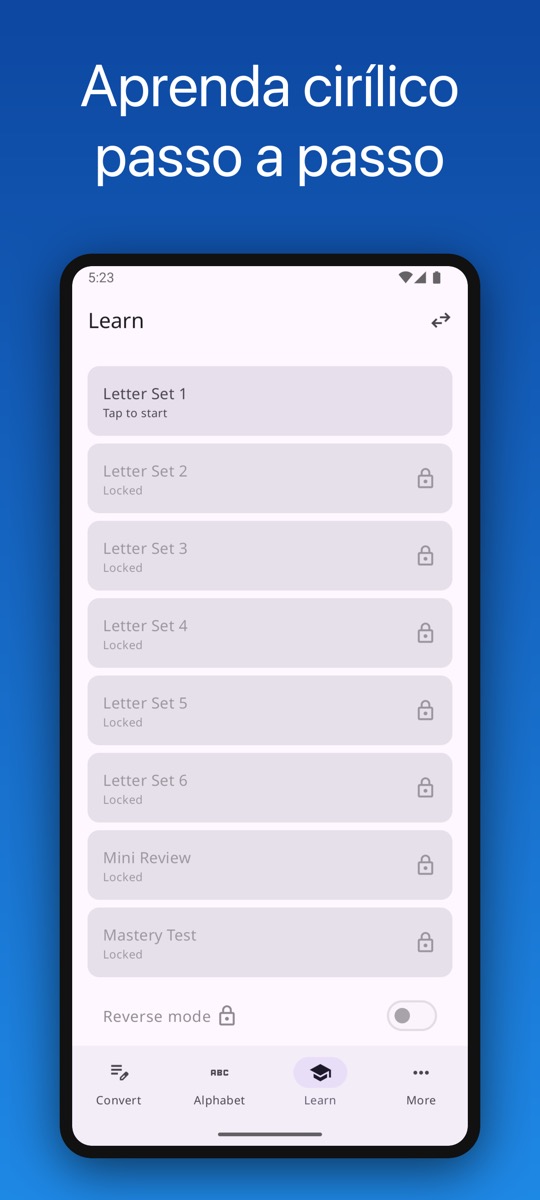 Aprenda cirílico
passo a passo
5:23
Learn
Letter Set 1
Tap to start
Letter Set 2
Locked
Letter Set 3
Locked
Letter Set 4
Locked
Letter Set 5
Locked
Letter Set 6
Locked
Mini Review
Locked
Mastery Test
Locked
Reverse mode
ABC
Convert Alphabet Learn More